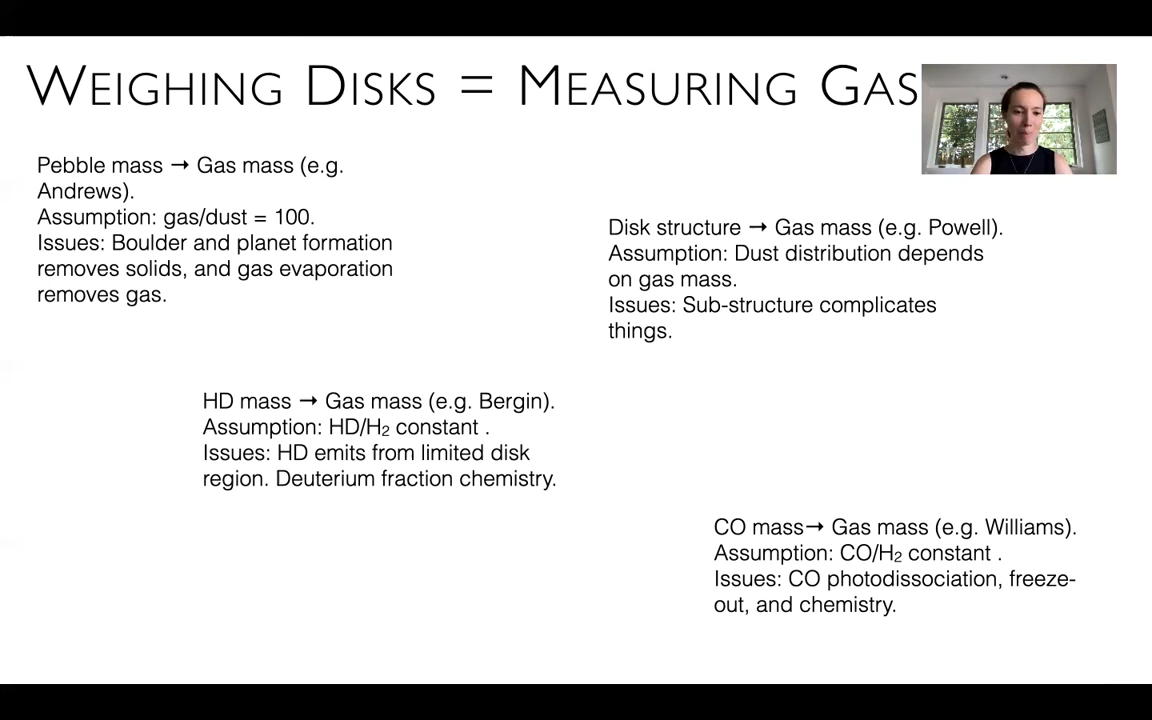 WEIGHING DISKS = MEASURING GAS
Pebble mass → Gas mass (e.g.
Andrews).
Assumption: gas/dust = 100.
Issues: Boulder and planet formation
removes solids, and gas evaporation
removes gas.
Disk structure → Gas mass (e.g. Powell).
Assumption: Dust distribution depends
on gas mass.
Issues: Sub-structure complicates
things.
HD mass → Gas mass (e.g. Bergin).
Assumption: HD/H₂ constant .
Issues: HD emits from limited disk
region. Deuterium fraction chemistry.
CO mass→ Gas mass (e.g. Williams).
Assumption: CO/H₂ constant .
Issues: CO photodissociation, freeze-
out, and chemistry.